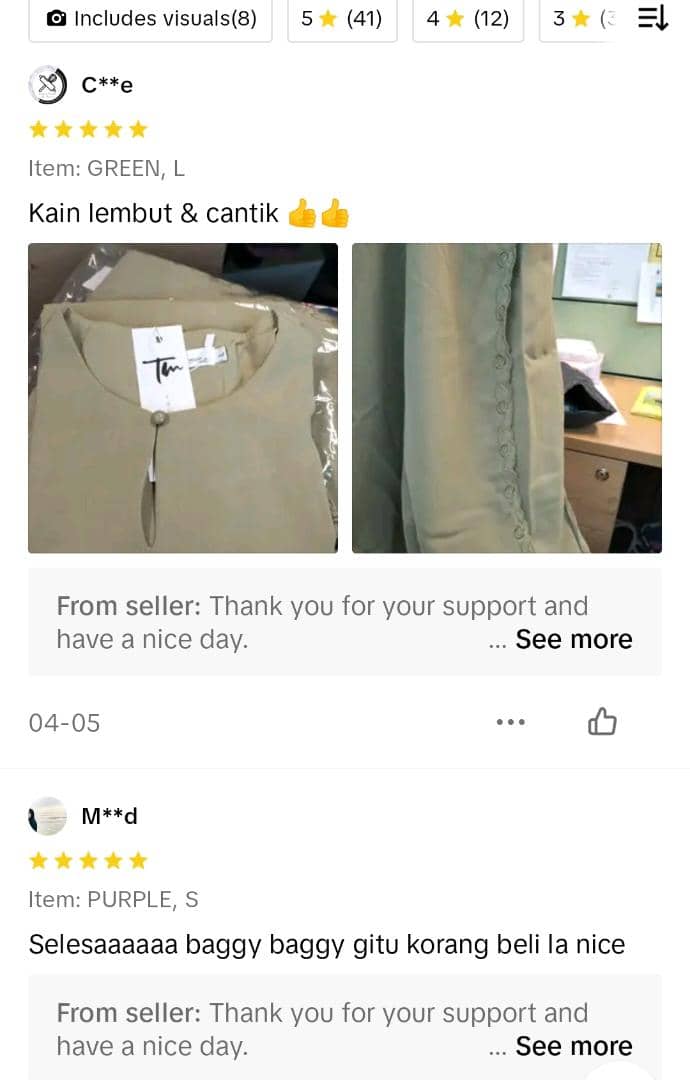 Includes visuals(8) 5 ⭐ (41) 4 ⭐ (12) 3 ⭐
C**e
Item: GREEN, L
Kain lembut & cantik 👍👍
Tm
From seller: Thank you for your support and
have a nice day. ... See more
04-05
M**d
Item: PURPLE, S
Selesaaaaaa baggy baggy gitu korang beli la nice
From seller: Thank you for your support and
have a nice day. ... See more